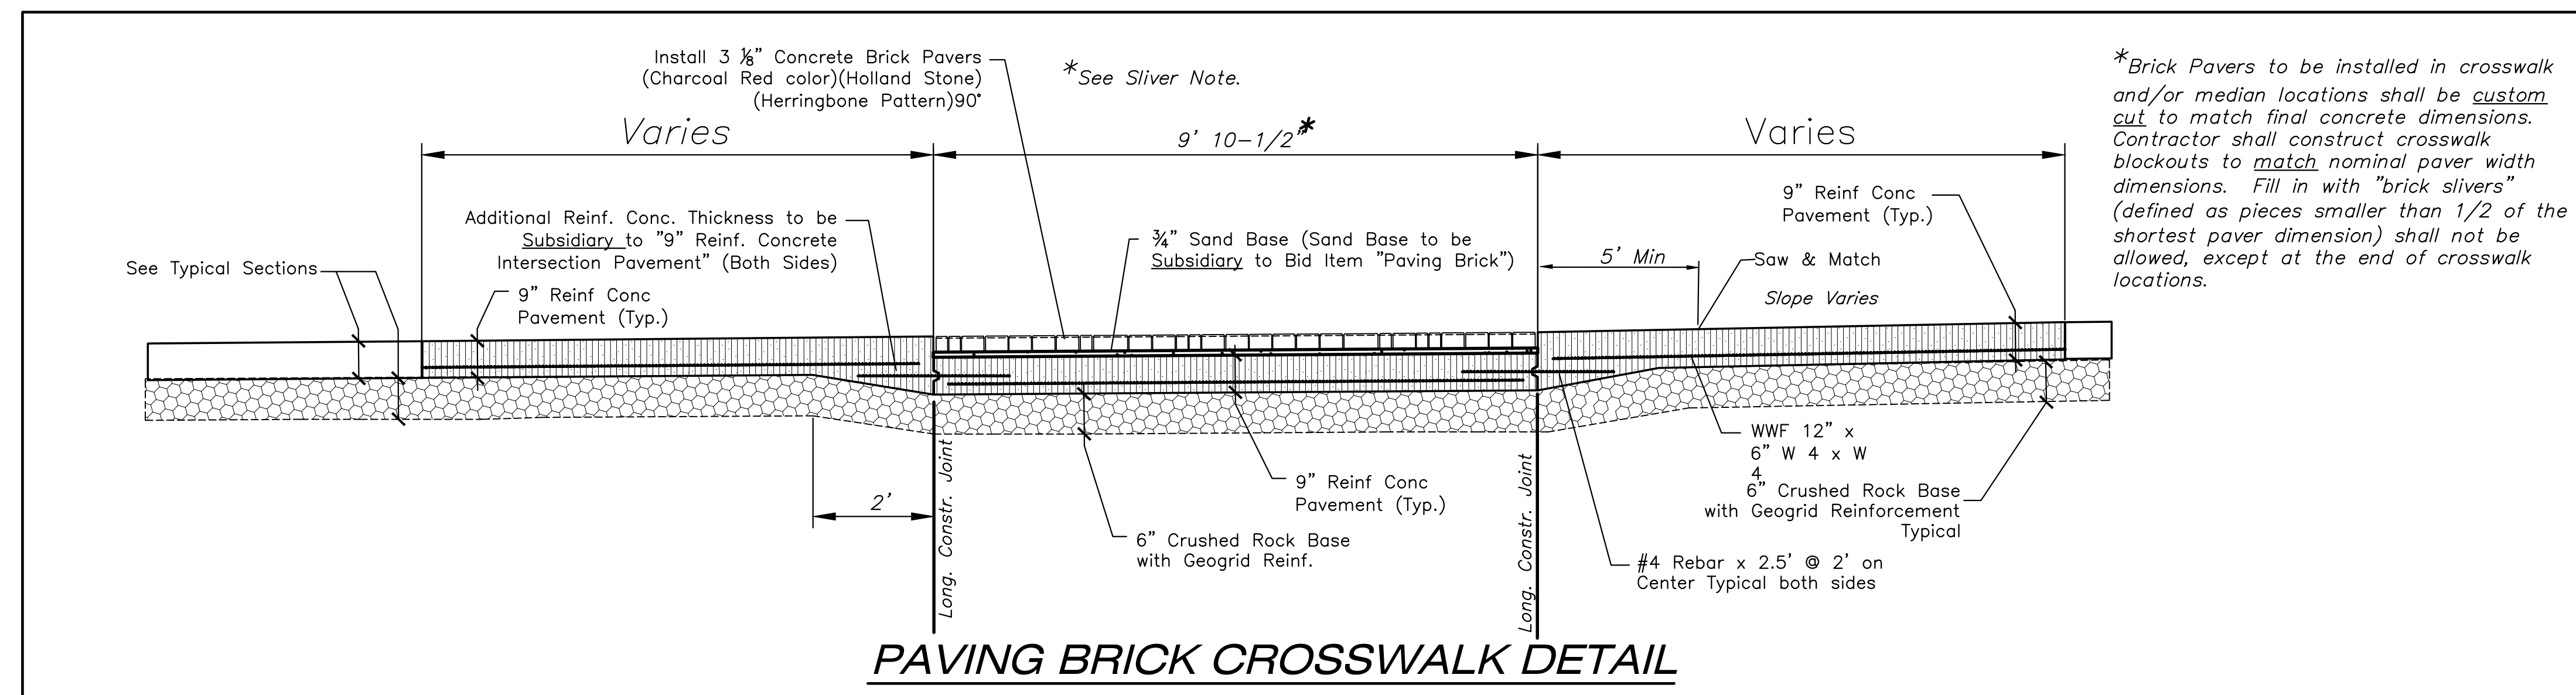 Install 3 ⅛" Concrete Brick Pavers
(Charcoal Red color)(Holland Stone)
(Herringbone Pattern)90°
*See Sliver Note.
*Brick Pavers to be installed in crosswalk
and/or median locations shall be custom
cut to match final concrete dimensions.
Contractor shall construct crosswalk
blockouts to match nominal paver width
dimensions. Fill in with "brick slivers"
(defined as pieces smaller than 1/2 of the
shortest paver dimension) shall not be
allowed, except at the end of crosswalk
locations.
Varies
9' 10-1/2"*
Varies
Additional Reinf. Conc. Thickness to be
Subsidiary to "9" Reinf. Concrete
Intersection Pavement" (Both Sides)
See Typical Sections
9" Reinf Conc
Pavement (Typ.)
¾" Sand Base (Sand Base to be
Subsidiary to Bid Item "Paving Brick")
9" Reinf Conc
Pavement (Typ.)
5' Min
Saw & Match
Slope Varies
2'
Long. Constr. Joint
6" Crushed Rock Base
with Geogrid Reinf.
9" Reinf Conc
Pavement (Typ.)
Long. Constr. Joint
WWF 12" x
6" W 4 x W
4
6" Crushed Rock Base
with Geogrid Reinforcement
Typical
#4 Rebar x 2.5' @ 2' on
Center Typical both sides
PAVING BRICK CROSSWALK DETAIL